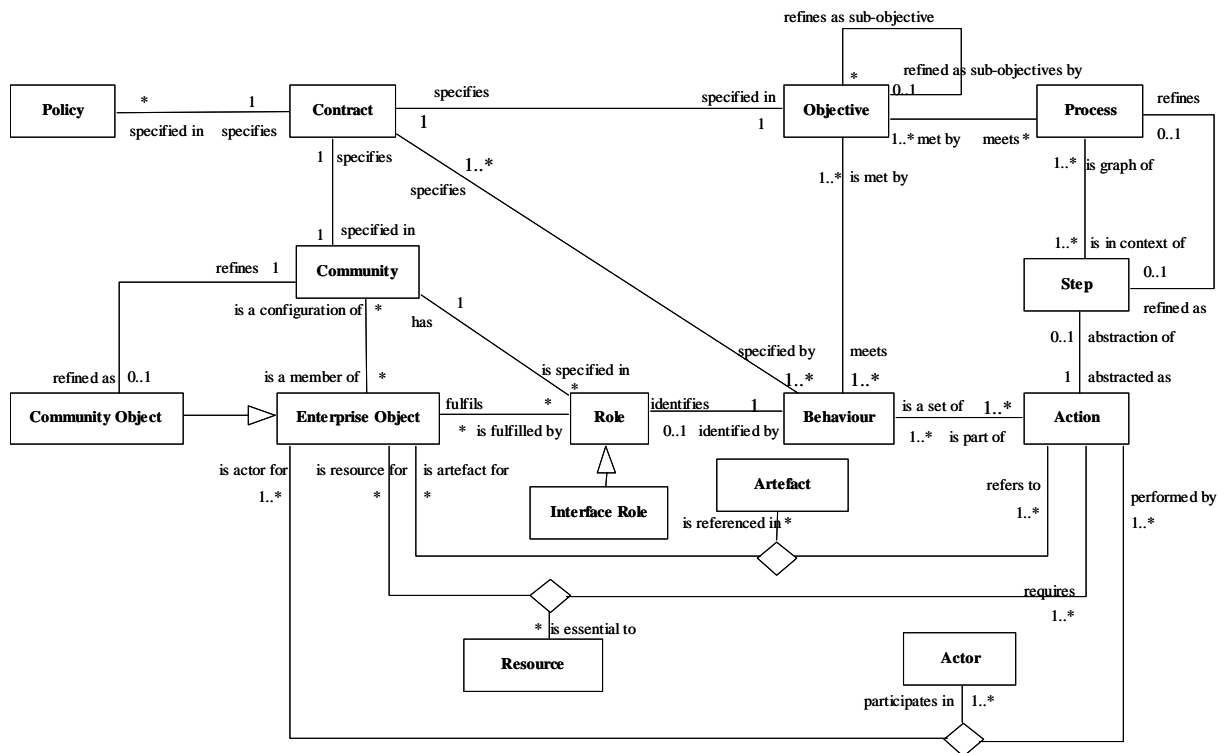 refines as sub-objective
*
refined as sub-objectives by
0..1
Policy
*
1
specified in
specifies
Contract
specifies
1
specified in
1
Objective
1..* met by
meets *
Process
refines
0..1
1 specifies
1..*
specifies
1..* is met by
1..* is graph of
1 specified in
1..* is in context of
refines 1
Community
Step
0..1
refined as
is a configuration of *
1
has
0..1 abstraction of
specified by
1..*
meets
1..*
refined as 0..1
is a member of *
is specified in
*
1 abstracted as
Community Object
Enterprise Object
fulfils *
* is fulfilled by
Role
identifies 1
0..1 identified by
Behaviour
is a set of 1..*
1..* is part of
Action
is actor for
1..*
is resource for
*
is artefact for
*
Interface Role
Artefact
is referenced in *
refers to
1..*
performed by
1..*
requires
1..*
* is essential to
Resource
Actor
participates in 1..*